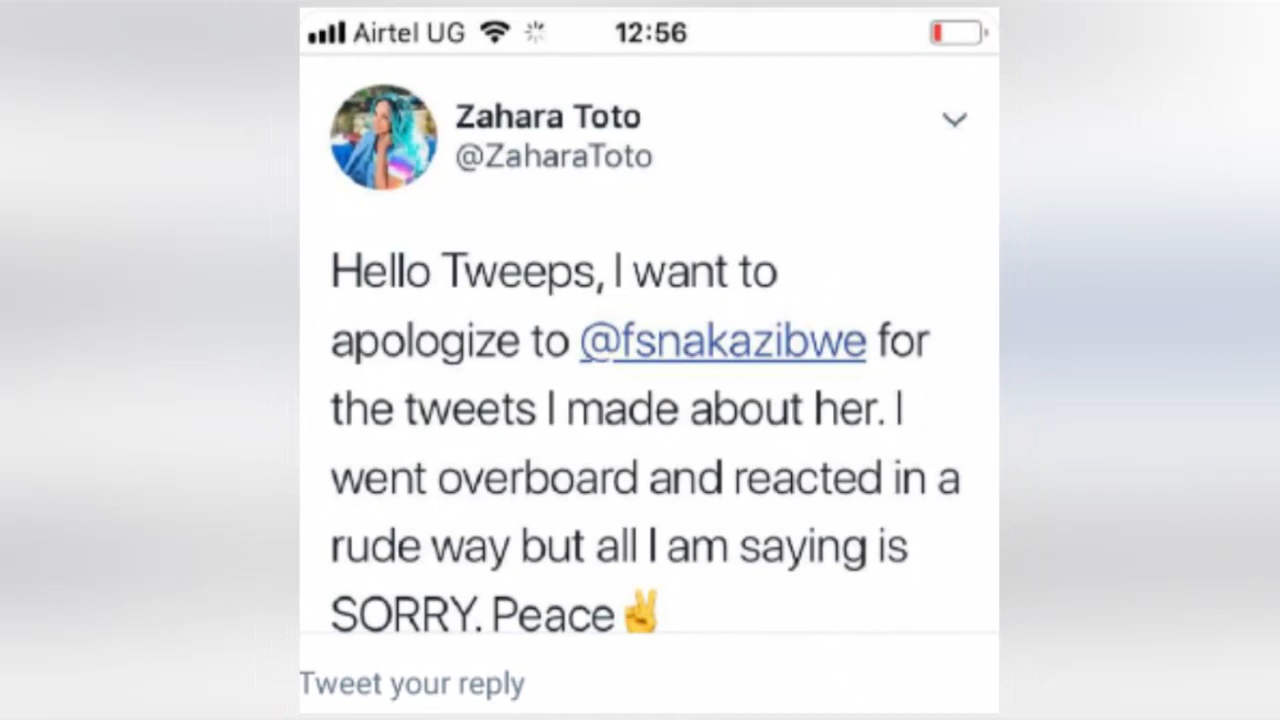 Airtel UG 12:56
Zahara Toto
@ZaharaToto
Hello Tweeps, I want to
apologize to @fsnakazibwe for
the tweets I made about her. I
went overboard and reacted in a
rude way but all I am saying is
SORRY. Peace✌️
Tweet your reply